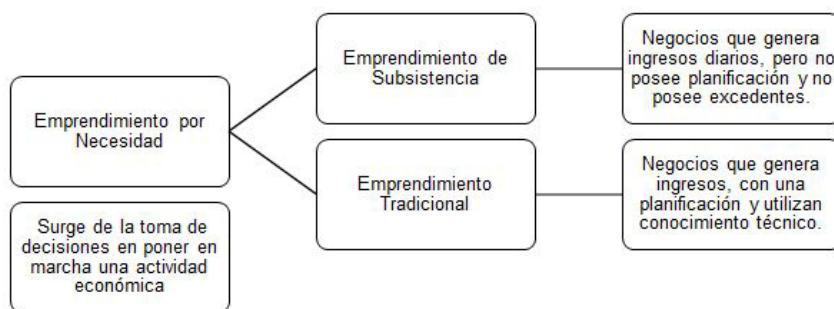 Emprendimiento por
Necesidad
Surge de la toma de
decisiones en poner en
marcha una actividad
económica
Emprendimiento de
Subsistencia
Negocios que genera
ingresos diarios, pero no
posee planificación y no
posee excedentes.
Emprendimiento
Tradicional
Negocios que genera
ingresos, con una
planificación y utilizan
conocimiento técnico.